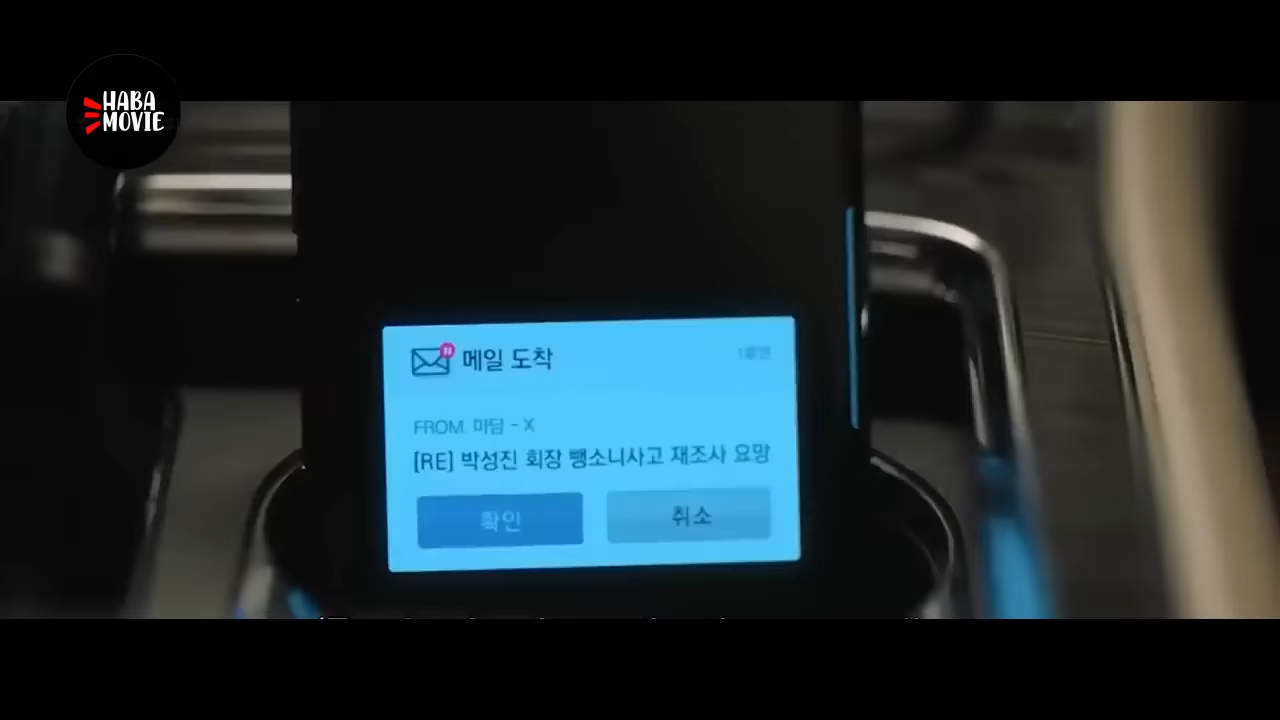 HABA
MOVIE
메일 도착
FROM. 마담 - X
[RE] 박성진 회장 뺑소니사고 재조사 요망
확인
취소